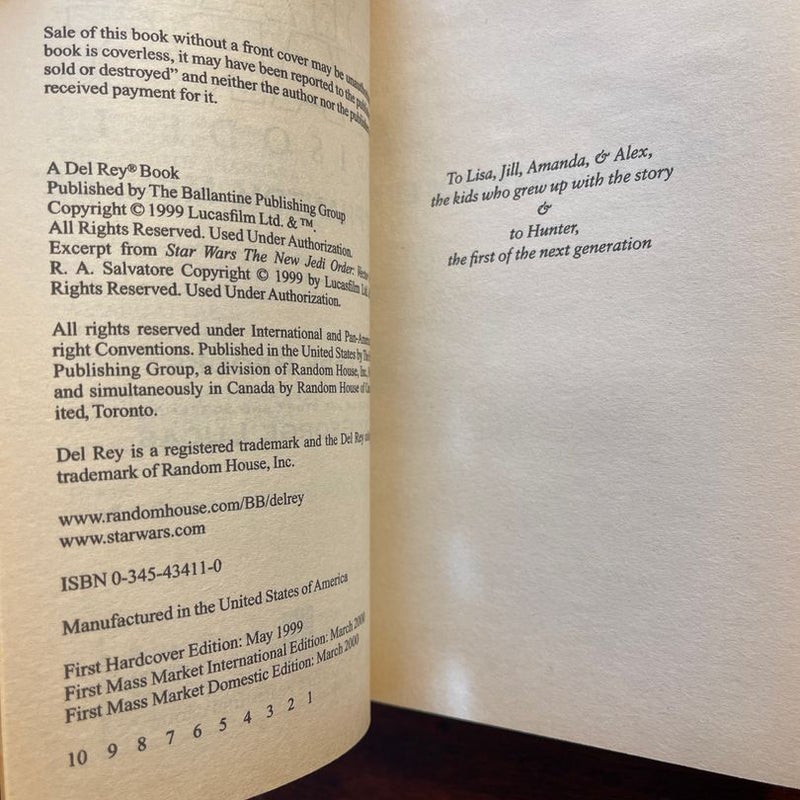 Sale of this book without a front cover may be
book is coverless, it may have been reported to the
sold or destroyed" and neither the author nor the
received payment for it.
A Del Rey® Book
Published by The Ballantine Publishing Group
Copyright © 1999 Lucasfilm Ltd. & ™.
All Rights Reserved. Used Under Authorization.
Excerpt from Star Wars The New Jedi Order:
R. A. Salvatore Copyright © 1999 by Lucasfilm
Rights Reserved. Used Under Authorization.
All rights reserved under International and
right Conventions. Published in the United States by
Publishing Group, a division of Random House, Inc.
and simultaneously in Canada by Random House of
ited, Toronto.
Del Rey is a registered trademark and the Del Rey
trademark of Random House, Inc.
www.randomhouse.com/BB/delrey
www.starwars.com
ISBN 0-345-43411-0
Manufactured in the United States of America
First Hardcover Edition: May 1999
First Mass Market International Edition: March 2000
First Mass Market Domestic Edition: March 2000
10 9 8 7 6 5 4 3 2 1
To Lisa, Jill, Amanda, & Alex,
the kids who grew up with the story
&
to Hunter,
the first of the next generation